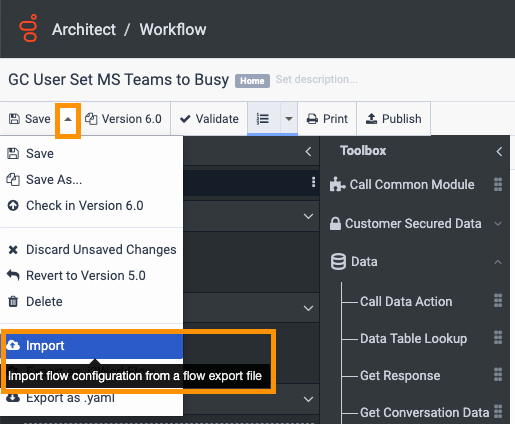 Architect / Workflow
GC User Set MS Teams to Busy Home Set description...
Save Version 6.0 Validate Print Publish
Save
Save As...
Check in Version 6.0
Discard Unsaved Changes
Revert to Version 5.0
Delete
Import
Import flow configuration from a flow export file
Export as .yaml
Toolbox
Call Common Module
Customer Secured Data
Data
Call Data Action
Data Table Lookup
Get Response
Get Conversation Data